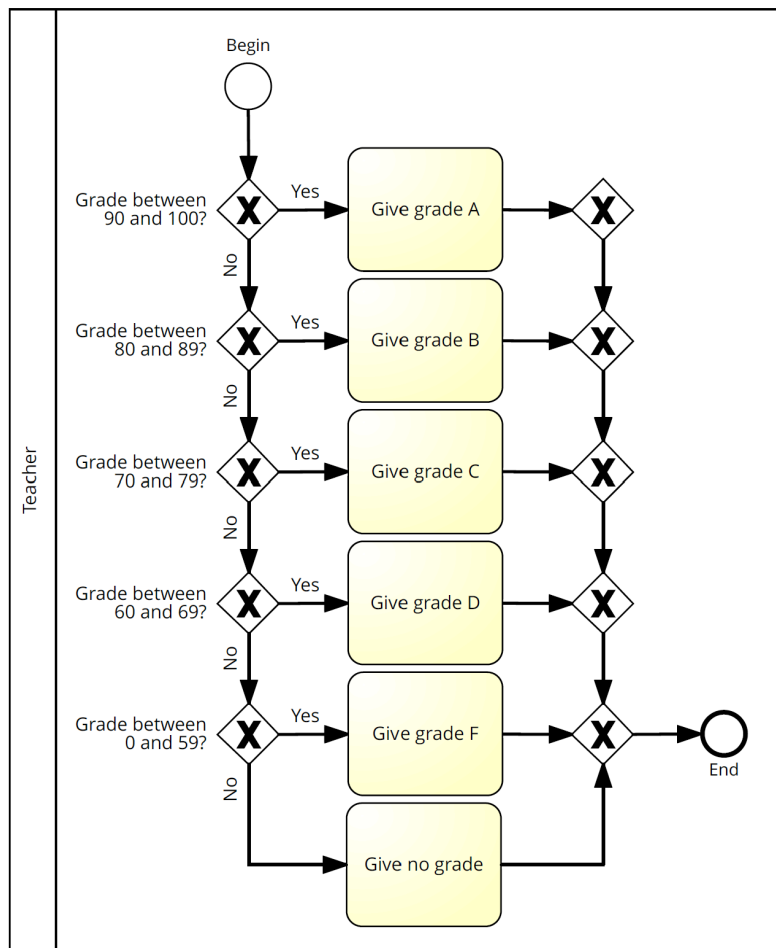 Teacher
Begin
Grade between
90 and 100?
Yes
Give grade A
No
Grade between
80 and 89?
Yes
Give grade B
No
Grade between
70 and 79?
Yes
Give grade C
No
Grade between
60 and 69?
Yes
Give grade D
No
Grade between
0 and 59?
Yes
Give grade F
End
No
Give no grade